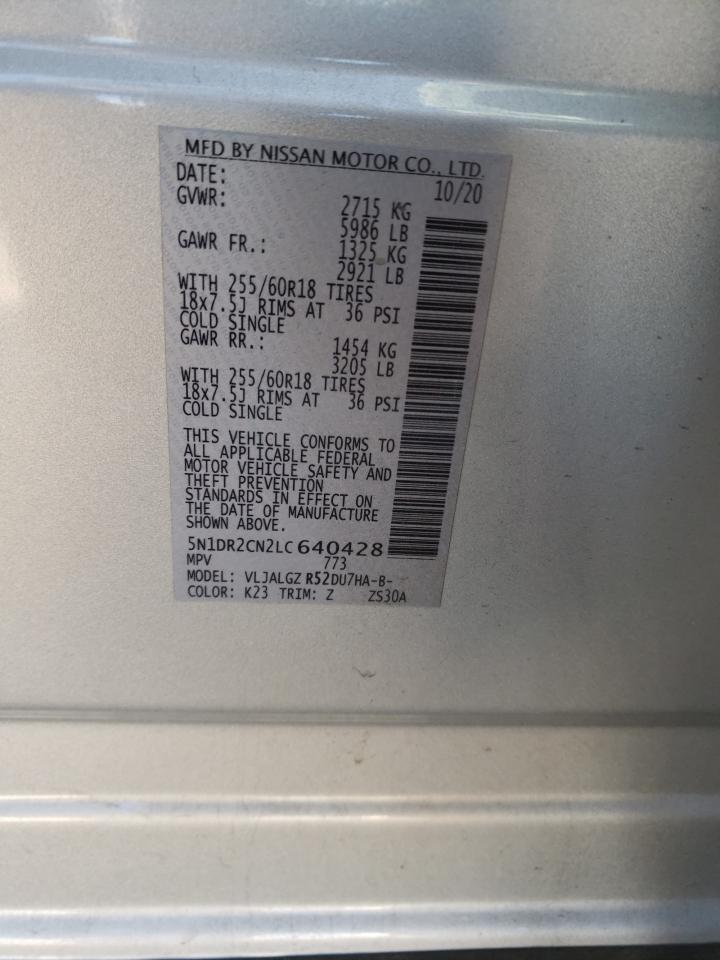 MFD BY NISSAN MOTOR CO., LTD.
DATE: 10/20
GVWR: 2715 KG
5986 LB
GAWR FR.: 1325 KG
2921 LB
WITH 255/60R18 TIRES
18x7.5J RIMS AT 36 PSI
COLD SINGLE
GAWR RR.: 1454 KG
3205 LB
WITH 255/60R18 TIRES
18x7.5J RIMS AT 36 PSI
COLD SINGLE
THIS VEHICLE CONFORMS TO
ALL APPLICABLE FEDERAL
MOTOR VEHICLE SAFETY AND
THEFT PREVENTION
STANDARDS IN EFFECT ON
THE DATE OF MANUFACTURE
SHOWN ABOVE.
5N1DR2CN2LC640428
MPV 773
MODEL: VLJALGZ R52DU7HA-B-
COLOR: K23 TRIM: Z ZS30A